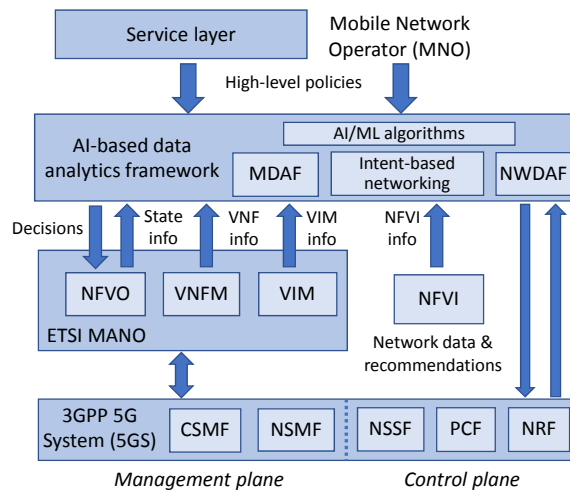 Service layer
Mobile Network
Operator (MNO)
High-level policies
AI-based data
analytics framework
AI/ML algorithms
MDAF
Intent-based
networking
NWDAF
Decisions
State
info
VNF
info
VIM
info
NFVI
info
NFVO
VNFM
VIM
ETSI MANO
NFVI
Network data &
recommendations
3GPP 5G
System (5GS)
CSMF
NSMF
NSSF
PCF
NRF
Management plane
Control plane